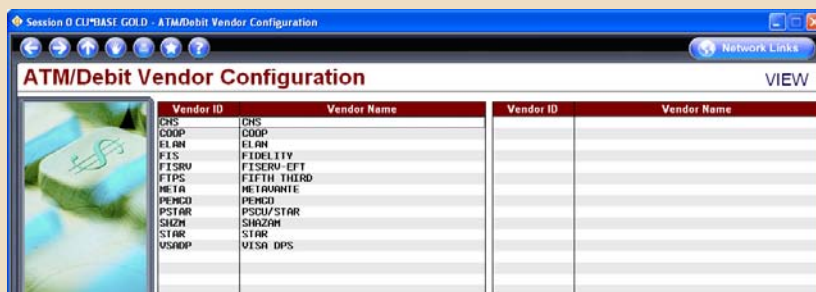 Session 0 CU*BASE GOLD - ATM/Debit Vendor Configuration
Network Links
ATM/Debit Vendor Configuration VIEW
Vendor ID Vendor Name Vendor ID Vendor Name
CNS CNS
COOP COOP
ELAN ELAN
FIS FIDELITY
FISRV FISERV-EFT
FTPS FIFTH THIRD
META METAVANTE
PEMCO PEMCO
PSTAR PSCU/STAR
SHZM SHAZAM
STAR STAR
VSADP VISA DPS